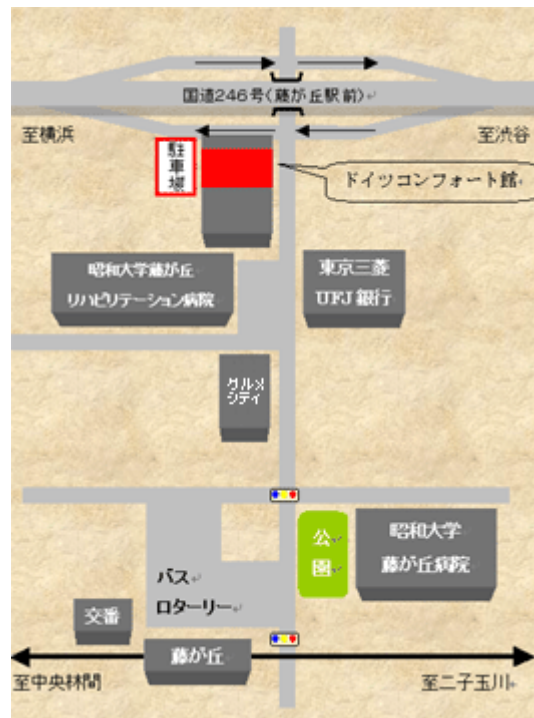 国道246号（藤が丘駅前）
至横浜
至渋谷
駐車場
ドイツコンフォート館
昭和大学藤が丘
リハビリテーション病院
東京三菱
UFJ 銀行
グルメ
シティ
公
園
昭和大学
藤が丘病院
バス
ロターリー
交番
藤が丘
至中央林間
至二子玉川